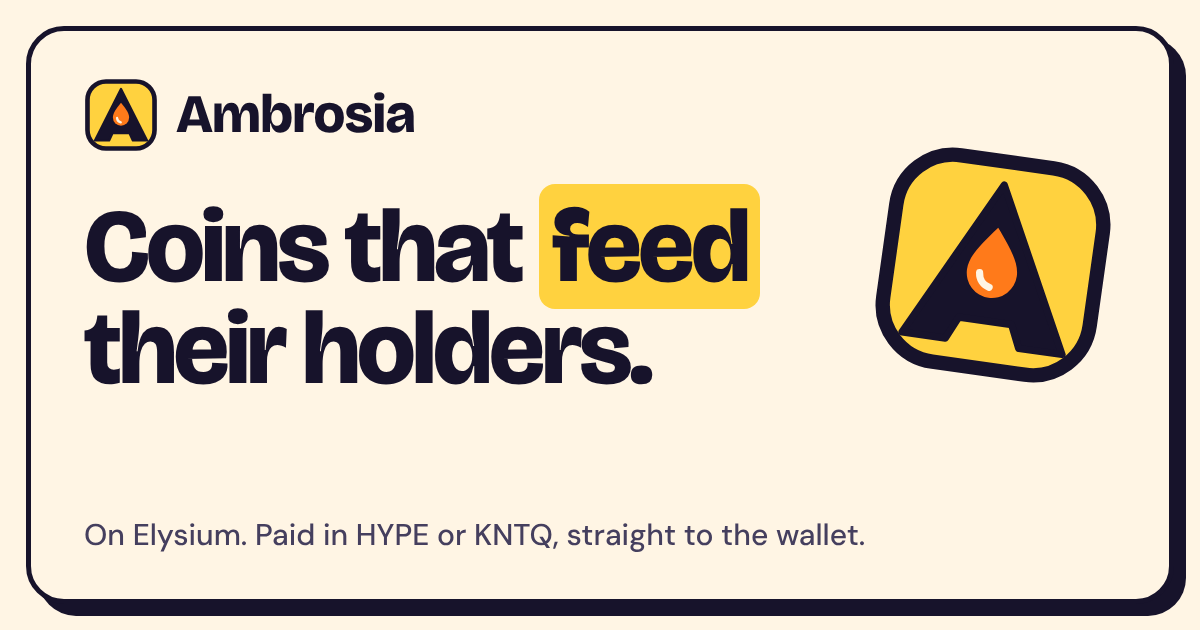 Ambrosia
Coins that feed
their holders.
On Elysium. Paid in HYPE or KNTQ, straight to the wallet.